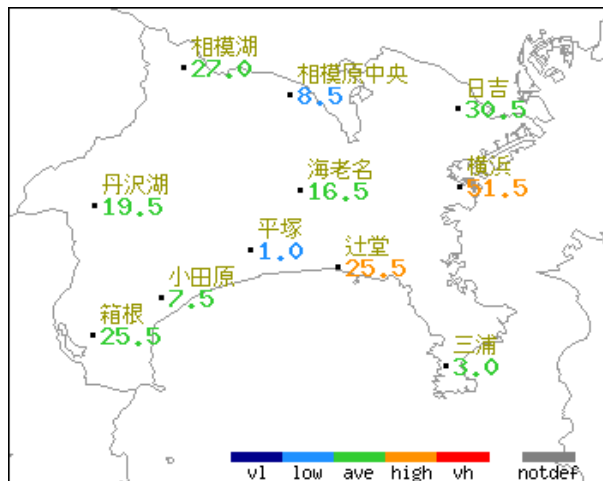 相模湖
27.0
相模原中央
8.5
日吉
30.5
海老名
16.5
横浜
51.5
丹沢湖
19.5
平塚
1.0
辻堂
25.5
小田原
7.5
箱根
25.5
三浦
3.0
vl low ave high vh notdef